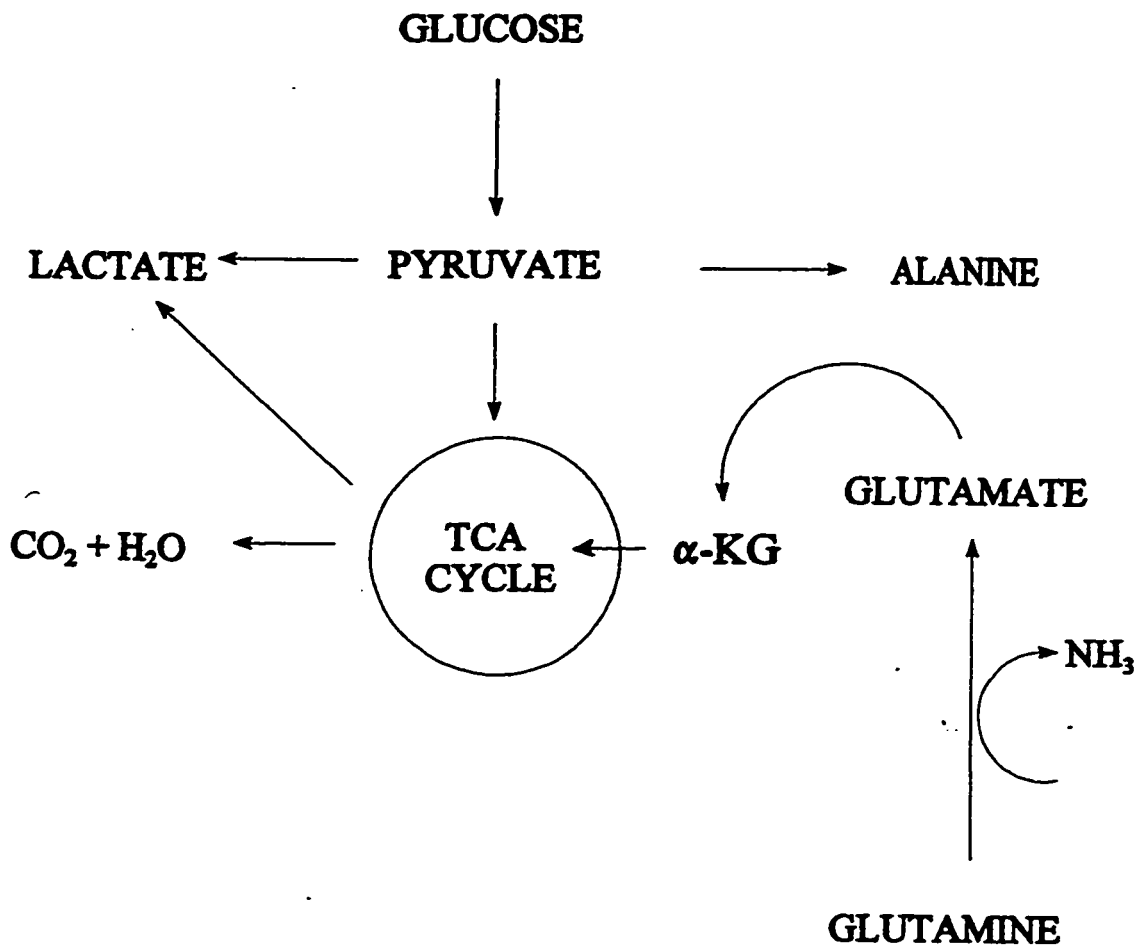 GLUCOSE
LACTATE
PYRUVATE
ALANINE
GLUTAMATE
CO₂ + H₂O
TCA
CYCLE
α-KG
NH₃
GLUTAMINE